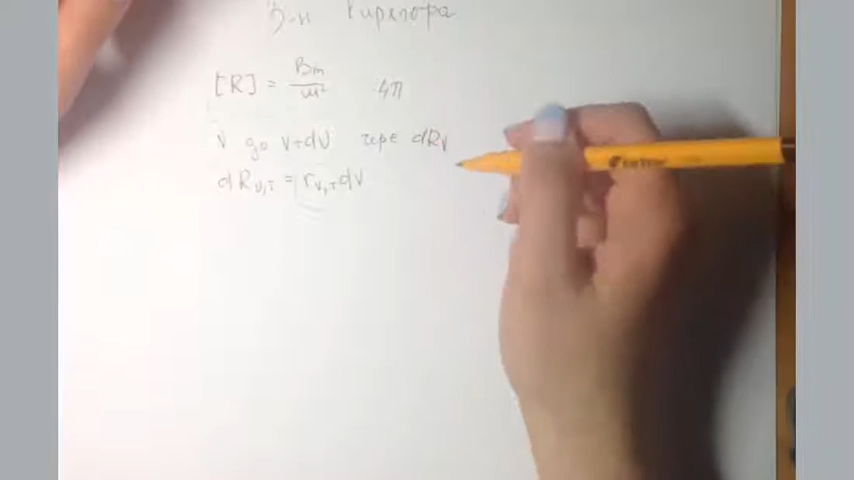 З-н Кирхгофа
[R] = Вт/м² 4π
ν до ν+dν через dRν
dRν,T = rν,T dν